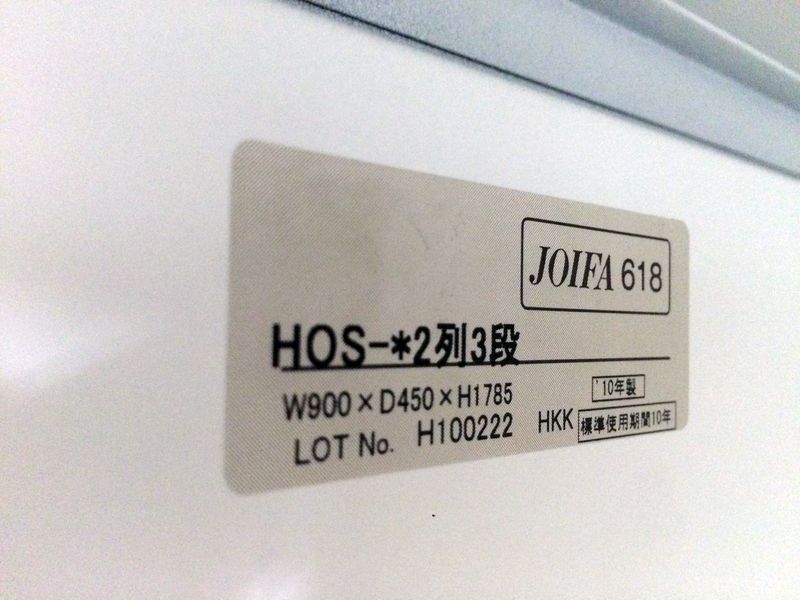 JOIFA 618
HOS-*2列3段
W900×D450×H1785
'10年製
LOT No. H100222
HKK
標準使用期間10年